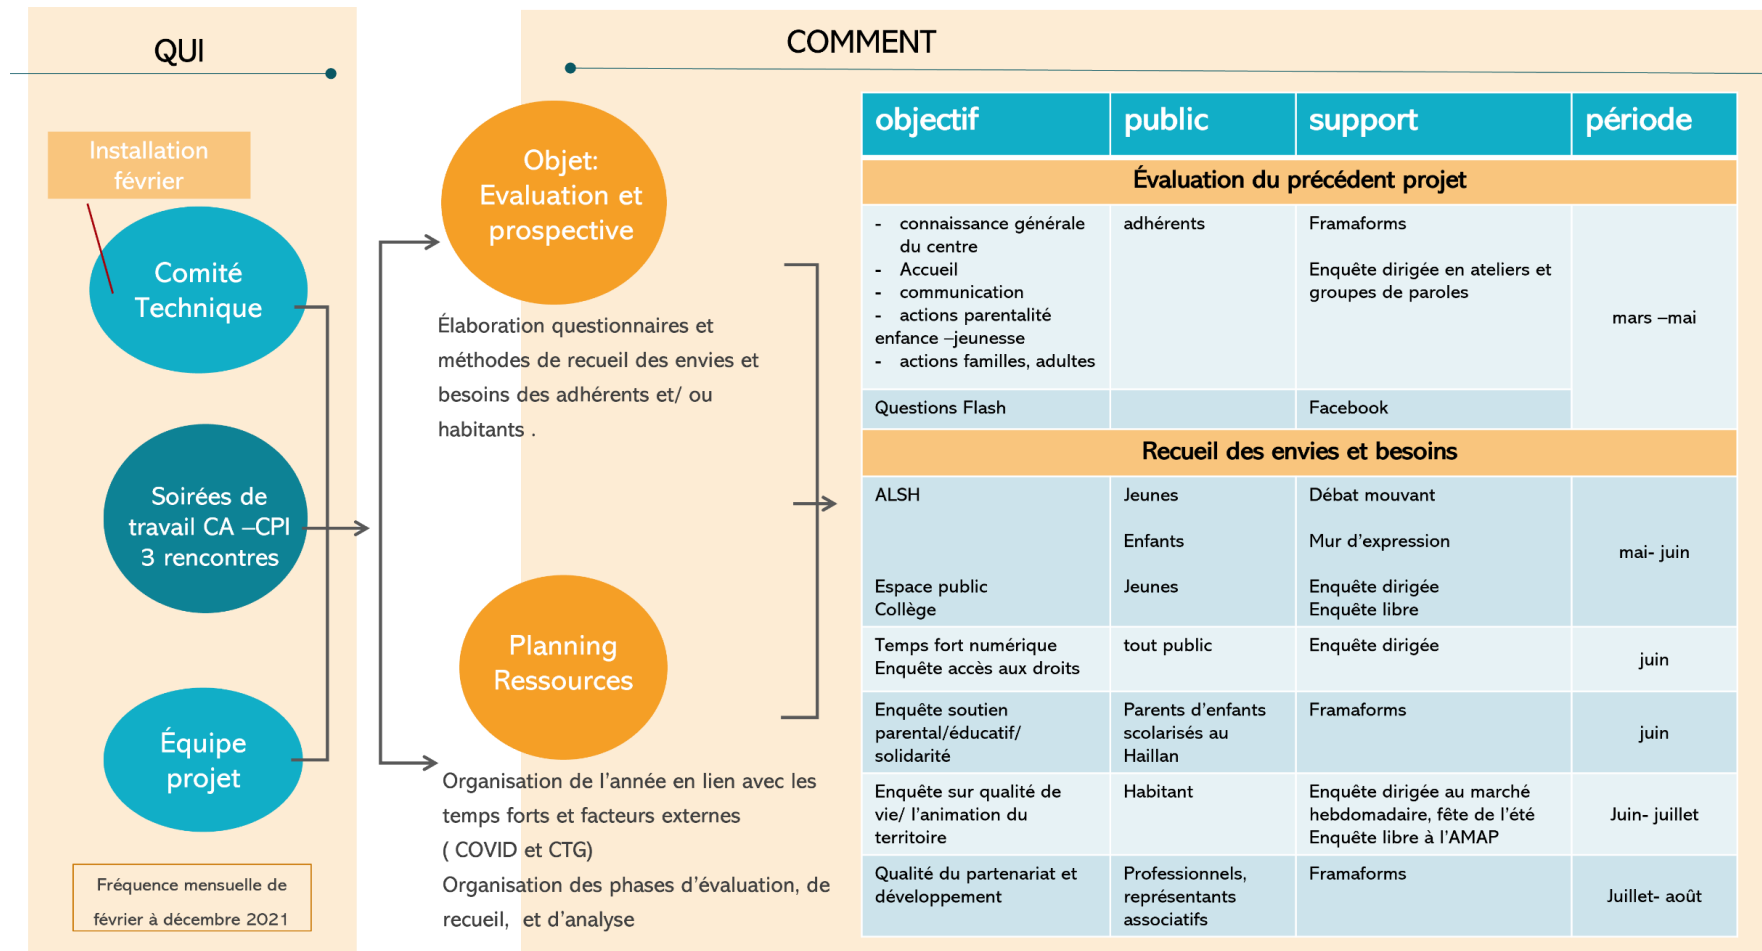 QUI
Installation
février
Comité
Technique
Soirées de
travail CA –CPI
3 rencontres
Équipe
projet
Fréquence mensuelle de
février à décembre 2021
COMMENT
Objet:
Evaluation et
prospective
Élaboration questionnaires et
méthodes de recueil des envies et
besoins des adhérents et/ ou
habitants .
Planning
Ressources
Organisation de l'année en lien avec les
temps forts et facteurs externes
( COVID et CTG)
Organisation des phases d'évaluation, de
recueil,  et d'analyse
objectif public support période
Évaluation du précédent projet
- connaissance générale
du centre
- Accueil
- communication
- actions parentalité
enfance –jeunesse
- actions familles, adultes
adhérents
Framaforms
Enquête dirigée en ateliers et
groupes de paroles
mars –mai
Questions Flash
Facebook
Recueil des envies et besoins
ALSH Jeunes Débat mouvant
Enfants Mur d'expression
mai- juin
Espace public Jeunes Enquête dirigée
Collège Enquête libre
Temps fort numérique
Enquête accès aux droits
tout public
Enquête dirigée
juin
Enquête soutien
parental/éducatif/
solidarité
Parents d'enfants
scolarisés au
Haillan
Framaforms
juin
Enquête sur qualité de
vie/ l'animation du
territoire
Habitant
Enquête dirigée au marché
hebdomadaire, fête de l'été
Enquête libre à l'AMAP
Juin- juillet
Qualité du partenariat et
développement
Professionnels,
représentants
associatifs
Framaforms
Juillet- août